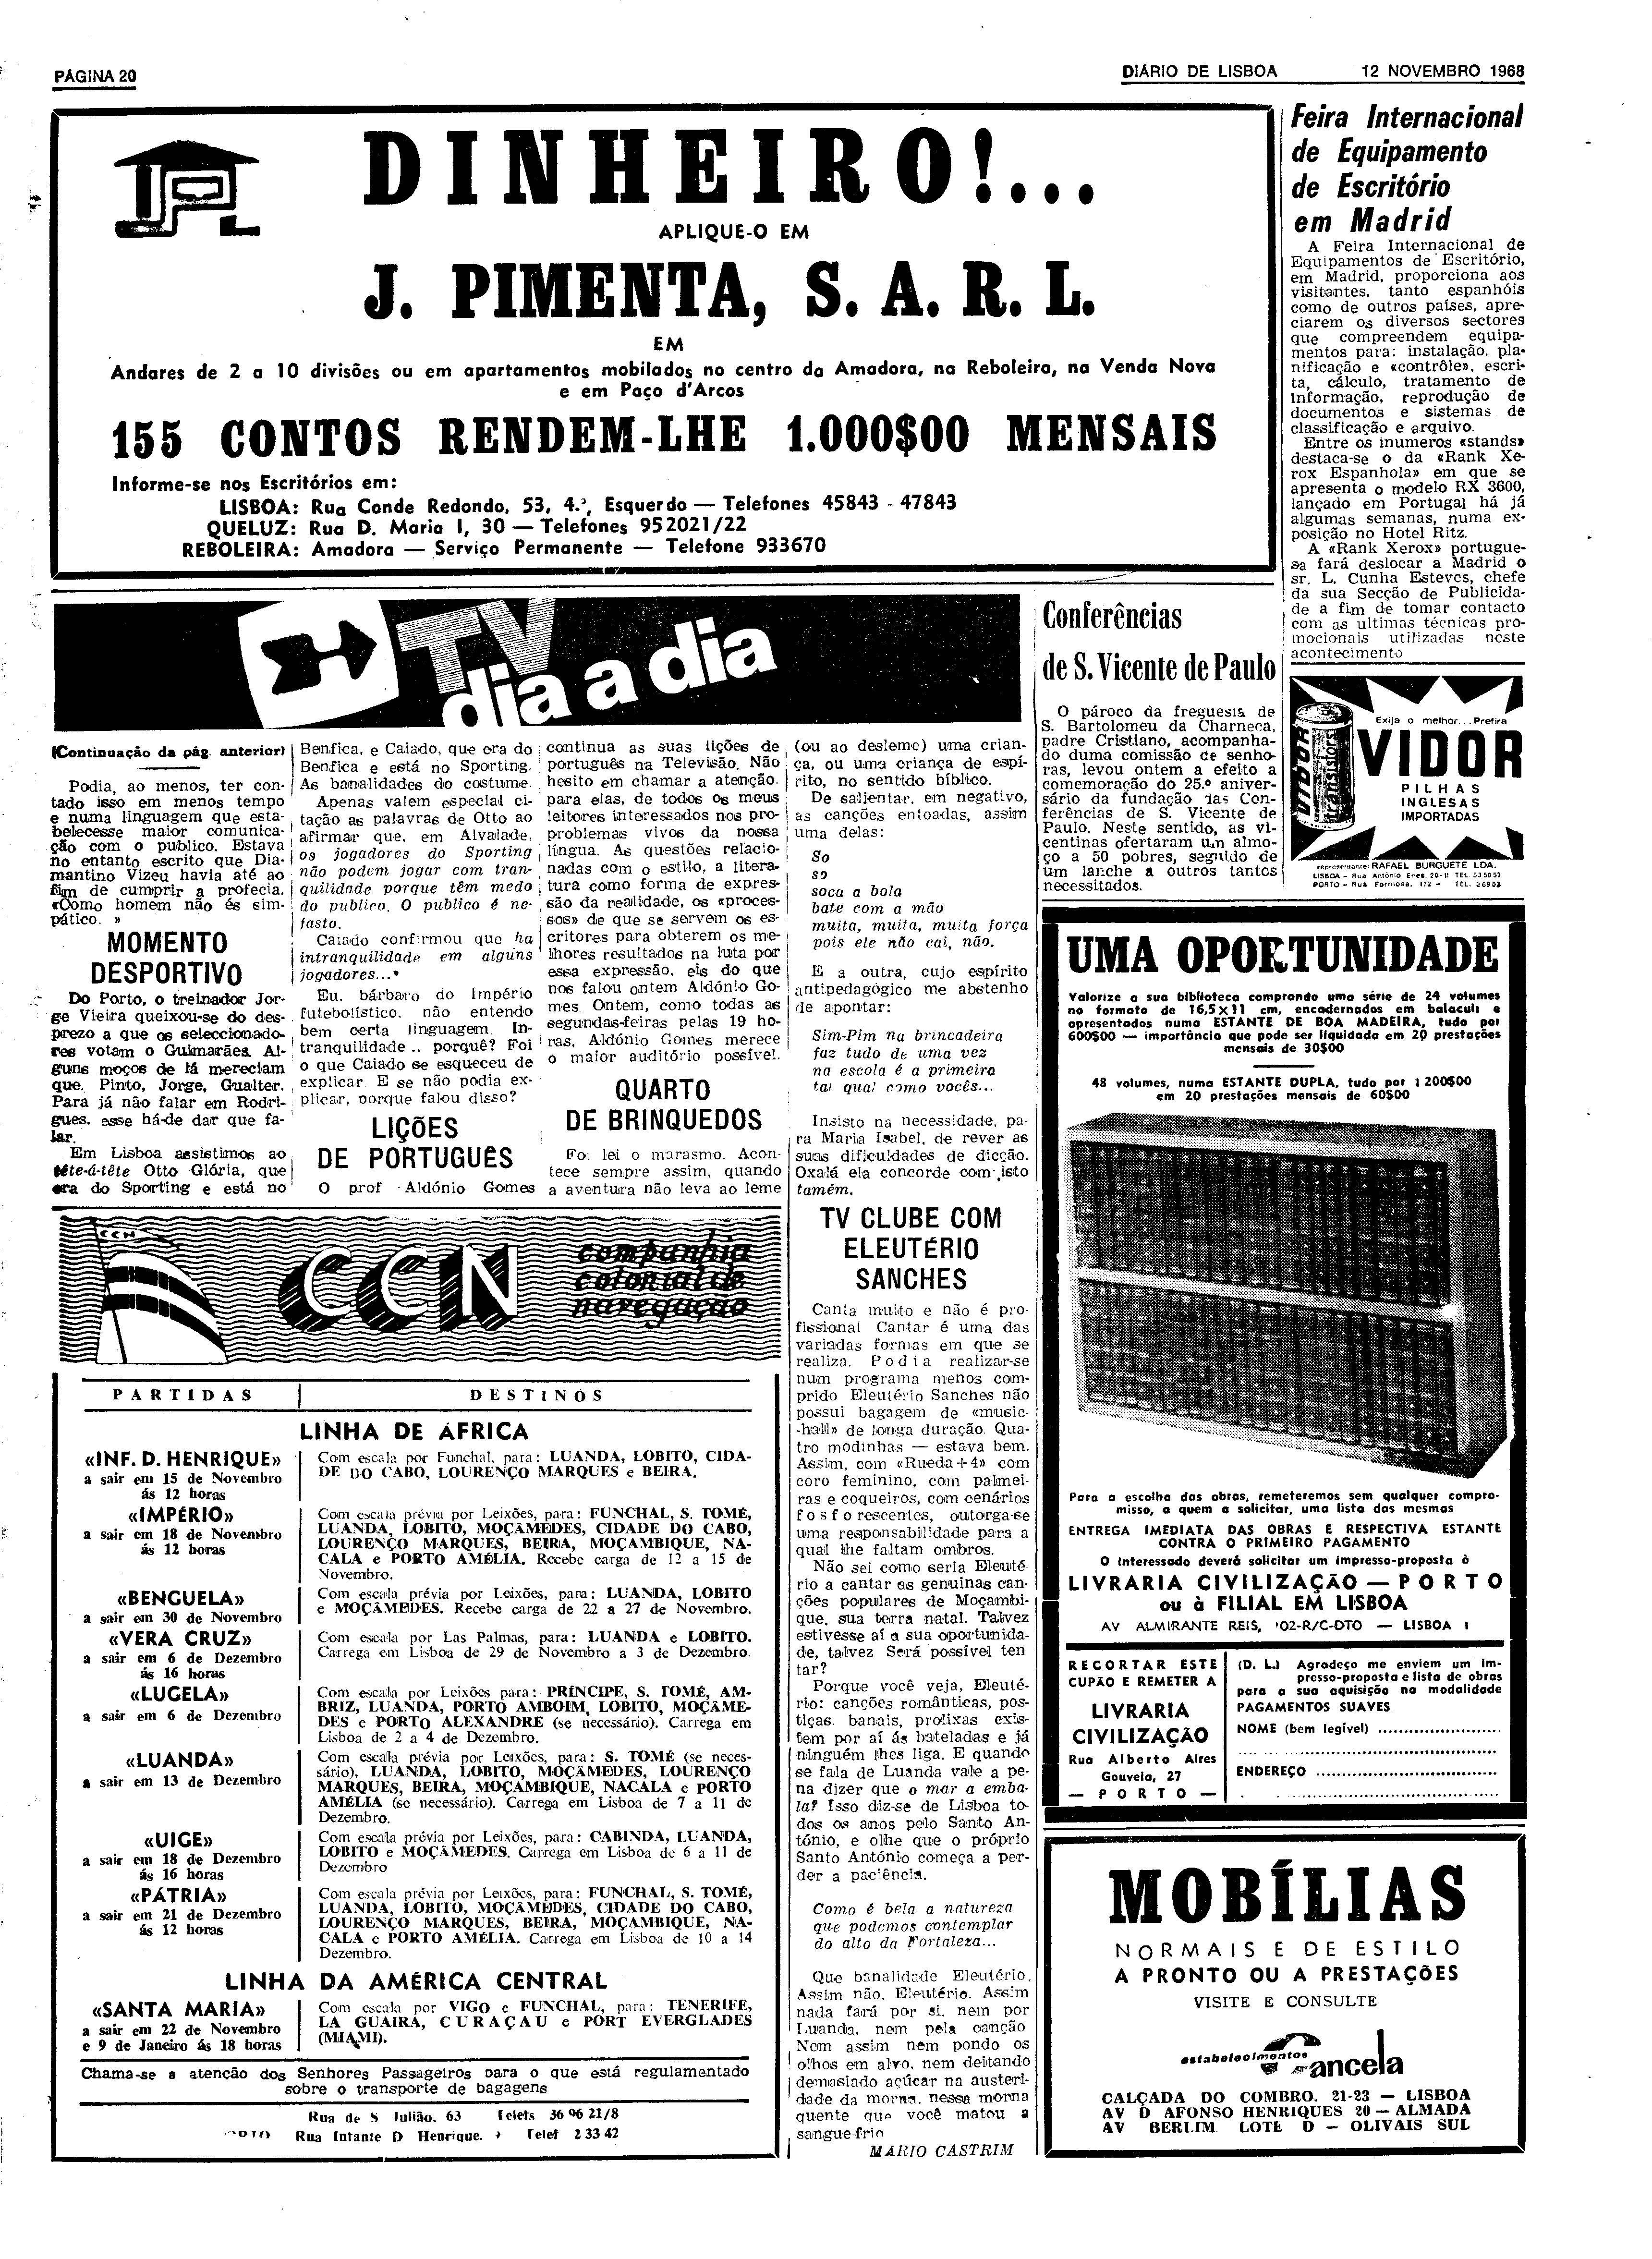 PÁGINA 20
DIÁRIO DE LISBOA 12 NOVEMBRO 1968
DINHEIRO!...
APLIQUE-O EM
J. PIMENTA, S. A. R. L.
EM
Andares de 2 a 10 divisões ou em apartamentos mobilados no centro da Amadora, na Reboleira, na Venda Nova
e em Paço d'Arcos
155 CONTOS RENDEM-LHE 1.000$00 MENSAIS
Informe-se nos Escritórios em:
LISBOA: Rua Conde Redondo, 53, 4.º, Esquerdo — Telefones 45843 - 47843
QUELUZ: Rua D. Maria I, 30 — Telefones 952021/22
REBOLEIRA: Amadora — Serviço Permanente — Telefone 933670
Feira Internacional
de Equipamento
de Escritório
em Madrid
A Feira Internacional de
Equipamentos de Escritório,
em Madrid, proporciona aos
visitantes, tanto espanhóis
como de outros países, apre-
ciarem os diversos sectores
que compreendem equipa-
mentos para: instalação, pla-
nificação e «contrôle», escri-
ta, cálculo, tratamento de
informação, reprodução de
documentos e sistemas de
classificação e arquivo.
Entre os inumeros «stands»
destaca-se o da «Rank Xe-
rox Espanhola» em que se
apresenta o modelo RX 3600,
lançado em Portugal há já
algumas semanas, numa ex-
posição no Hotel Ritz.
A «Rank Xerox» portugue-
sa fará deslocar a Madrid o
sr. L. Cunha Esteves, chefe
da sua Secção de Publicida-
de a fim de tomar contacto
com as ultimas técnicas pro-
mocionais utilizadas neste
acontecimento
TV
dia a dia
(Continuação da pág. anterior)
Podia, ao menos, ter con-
tado isso em menos tempo
e numa linguagem que esta-
belecesse maior comunica-
ção com o publico. Estava
no entanto escrito que Dia-
mantino Vizeu havia até ao
fim de cumprir a profecia.
«Como homem não és sim-
pático. »
MOMENTO
DESPORTIVO
Do Porto, o treinador Jor-
ge Vieira queixou-se do des-
prezo a que os seleccionado-
res votam o Guimarães. Al-
guns moços de lá mereciam
que. Pinto, Jorge, Gualter.
Para já não falar em Rodri-
gues, esse há-de dar que fa-
lar.
Em Lisboa assistimos ao
tête-á-tête Otto Glória, que
era do Sporting e está no
Benfica, e Caiado, que era do
Benfica e está no Sporting.
As banalidades do costume.
Apenas valem especial ci-
tação as palavras de Otto ao
afirmar que, em Alvalade,
os jogadores do Sporting
não podem jogar com tran-
quilidade porque têm medo
do publico. O publico é ne-
fasto.
Caiado confirmou que ha
intranquilidade em alguns
jogadores...
Eu, bárbaro do Império
futebolístico, não entendo
bem certa linguagem. In-
tranquilidade .. porquê? Foi
o que Caiado se esqueceu de
explicar. E se não podia ex-
plicar, porque falou disso?
LIÇÕES
DE PORTUGUÊS
O prof Aldónio Gomes
continua as suas lições de
português na Televisão. Não
hesito em chamar a atenção.
para elas, de todos os meus
leitores interessados nos pro-
problemas vivos da nossa
língua. As questões relacio-
nadas com o estilo, a litera-
tura como forma de expres-
são da realidade, os «proces-
sos» de que se servem os es-
critores para obterem os me-
lhores resultados na luta por
essa expressão, eis do que
nos falou ontem Aldónio Go-
mes. Ontem, como todas as
segundas-feiras pelas 19 ho-
ras, Aldónio Gomes merece
o maior auditório possível.
QUARTO
DE BRINQUEDOS
Foi lei o marasmo. Acon-
tece sempre assim, quando
a aventura não leva ao leme
(ou ao desleme) uma crian-
ça, ou uma criança de espí-
rito, no sentido bíblico.
De salientar, em negativo,
as canções entoadas, assim
uma delas:
So
so
soca a bola
bate com a mão
muita, muita, muita força
pois ele não cai, não.
E a outra, cujo espírito
antipedagógico me abstenho
de apontar:
Sim-Pim na brincadeira
faz tudo de uma vez
na escola é a primeira
tal qual como vocês...
Insisto na necessidade, pa-
ra Maria Isabel, de rever as
suas dificuldades de dicção.
Oxalá ela concorde com isto
tamém.
TV CLUBE COM
ELEUTÉRIO
SANCHES
Canta muito e não é pro-
fissional Cantar é uma das
variadas formas em que se
realiza. Podia realizar-se
num programa menos com-
prido Eleutério Sanches não
possui bagagem de «music-
-hall» de longa duração. Qua-
tro modinhas — estava bem.
Assim, com «Rueda+4» com
coro feminino, com palmei-
ras e coqueiros, com cenários
fosforescentes, outorga-se
uma responsabilidade para a
qual lhe faltam ombros.
Não sei como seria Eleuté-
rio a cantar as genuinas can-
ções populares de Moçambi-
que, sua terra natal. Talvez
estivesse aí a sua oportunida-
de, talvez Será possível ten
tar?
Porque você veja, Eleuté-
rio: canções românticas, pos-
tiças, banais, prolixas exis-
tem por aí ás bateladas e já
ninguém lhes liga. E quando
se fala de Luanda vale a pe-
na dizer que o mar a emba-
la? Isso diz-se de Lisboa to-
dos os anos pelo Santo An-
tónio, e olhe que o próprio
Santo António começa a per-
der a paciência.
Como é bela a natureza
que podemos contemplar
do alto da Fortaleza...
Que banalidade Eleutério.
Assim não, Eleutério. Assim
nada fará por si, nem por
Luanda, nem pela canção
Nem assim nem pondo os
olhos em alvo, nem deitando
demasiado açúcar na austeri-
dade da morna, nessa morna
quente que você matou a
sangue-frio
MÁRIO CASTRIM
Conferências
de S. Vicente de Paulo
O pároco da freguesia de
S. Bartolomeu da Charneca,
padre Cristiano, acompanha-
do duma comissão de senho-
ras, levou ontem a efeito a
comemoração do 25.º aniver-
sário da fundação das Con-
ferências de S. Vicente de
Paulo. Neste sentido, as vi-
centinas ofertaram um almo-
ço a 50 pobres, seguido de
um lanche a outros tantos
necessitados.
Exija o melhor... Prefira
VIDOR
VIDOR
transistor
PILHAS
INGLESAS
IMPORTADAS
representante: RAFAEL BURGUETE LDA.
LISBOA – Rua António Enes, 20-1º TEL 535057
PORTO – Rua Formosa, 172 – TEL. 26903
UMA OPORTUNIDADE
Valorize a sua biblioteca comprando uma série de 24 volumes
no formato de 16,5×11 cm, encadernados em balaculi e
apresentados numa ESTANTE DE BOA MADEIRA, tudo por
600$00 — importância que pode ser liquidada em 20 prestações
mensais de 30$00
48 volumes, numa ESTANTE DUPLA, tudo por 1 200$00
em 20 prestações mensais de 60$00
Para a escolha das obras, remeteremos sem qualquer compro-
misso, a quem a solicitar, uma lista das mesmas
ENTREGA IMEDIATA DAS OBRAS E RESPECTIVA ESTANTE
CONTRA O PRIMEIRO PAGAMENTO
O interessado deverá solicitar um impresso-proposta à
LIVRARIA CIVILIZAÇÃO — PORTO
ou à FILIAL EM LISBOA
AV ALMIRANTE REIS, 102-R/C-DTO — LISBOA 1
RECORTAR ESTE
CUPÃO E REMETER A
LIVRARIA
CIVILIZAÇÃO
Rua Alberto Aires
Gouveia, 27
— PORTO —
(D. L.) Agradeço me enviem um im-
presso-proposta e lista de obras
para a sua aquisição na modalidade
PAGAMENTOS SUAVES
NOME (bem legível) ........................
ENDEREÇO ....................................
MOBÍLIAS
NORMAIS E DE ESTILO
A PRONTO OU A PRESTAÇÕES
VISITE E CONSULTE
estabelecimentos
ancela
CALÇADA DO COMBRO, 21-23 — LISBOA
AV D AFONSO HENRIQUES 20 — ALMADA
AV BERLIM LOTE D — OLIVAIS SUL
CCN
CCN
companhia
colonial de
navegação
PARTIDAS DESTINOS
LINHA DE ÁFRICA
«INF. D. HENRIQUE»
a sair em 15 de Novembro
ás 12 horas
Com escala por Funchal, para: LUANDA, LOBITO, CIDA-
DE DO CABO, LOURENÇO MARQUES e BEIRA.
«IMPÉRIO»
a sair em 18 de Novembro
ás 12 horas
Com escala prévia por Leixões, para: FUNCHAL, S. TOMÉ,
LUANDA, LOBITO, MOÇÂMEDES, CIDADE DO CABO,
LOURENÇO MARQUES, BEIRA, MOÇAMBIQUE, NA-
CALA e PORTO AMÉLIA. Recebe carga de 12 a 15 de
Novembro.
«BENGUELA»
a sair em 30 de Novembro
Com escala prévia por Leixões, para: LUANDA, LOBITO
e MOÇÂMEDES. Recebe carga de 22 a 27 de Novembro.
«VERA CRUZ»
a sair em 6 de Dezembro
ás 16 horas
Com escala por Las Palmas, para: LUANDA e LOBITO.
Carrega em Lisboa de 29 de Novembro a 3 de Dezembro.
«LUGELA»
a sair em 6 de Dezembro
Com escala por Leixões para: PRÍNCIPE, S. TOMÉ, AM-
BRIZ, LUANDA, PORTO AMBOIM, LOBITO, MOÇÂME-
DES e PORTO ALEXANDRE (se necessário). Carrega em
Lisboa de 2 a 4 de Dezembro.
«LUANDA»
a sair em 13 de Dezembro
Com escala prévia por Leixões, para: S. TOMÉ (se neces-
sário), LUANDA, LOBITO, MOÇÂMEDES, LOURENÇO
MARQUES, BEIRA, MOÇAMBIQUE, NACALA e PORTO
AMÉLIA (se necessário). Carrega em Lisboa de 7 a 11 de
Dezembro.
«UIGE»
a sair em 18 de Dezembro
ás 16 horas
Com escala prévia por Leixões, para: CABINDA, LUANDA,
LOBITO e MOÇÂMEDES. Carrega em Lisboa de 6 a 11 de
Dezembro
«PÁTRIA»
a sair em 21 de Dezembro
ás 12 horas
Com escala prévia por Leixões, para: FUNCHAL, S. TOMÉ,
LUANDA, LOBITO, MOÇÂMEDES, CIDADE DO CABO,
LOURENÇO MARQUES, BEIRA, MOÇAMBIQUE, NA-
CALA e PORTO AMÉLIA. Carrega em Lisboa de 10 a 14
Dezembro.
LINHA DA AMÉRICA CENTRAL
«SANTA MARIA»
a sair em 22 de Novembro
e 9 de Janeiro ás 18 horas
Com escala por VIGO e FUNCHAL, para: TENERIFE,
LA GUAIRA, CURAÇAU e PORT EVERGLADES
(MIAMI).
Chama-se a atenção dos Senhores Passageiros para o que está regulamentado
sobre o transporte de bagagens
Rua de S Julião, 63 Telefs 36 96 21/8
Rua Infante D Henrique, Telef 2 33 42